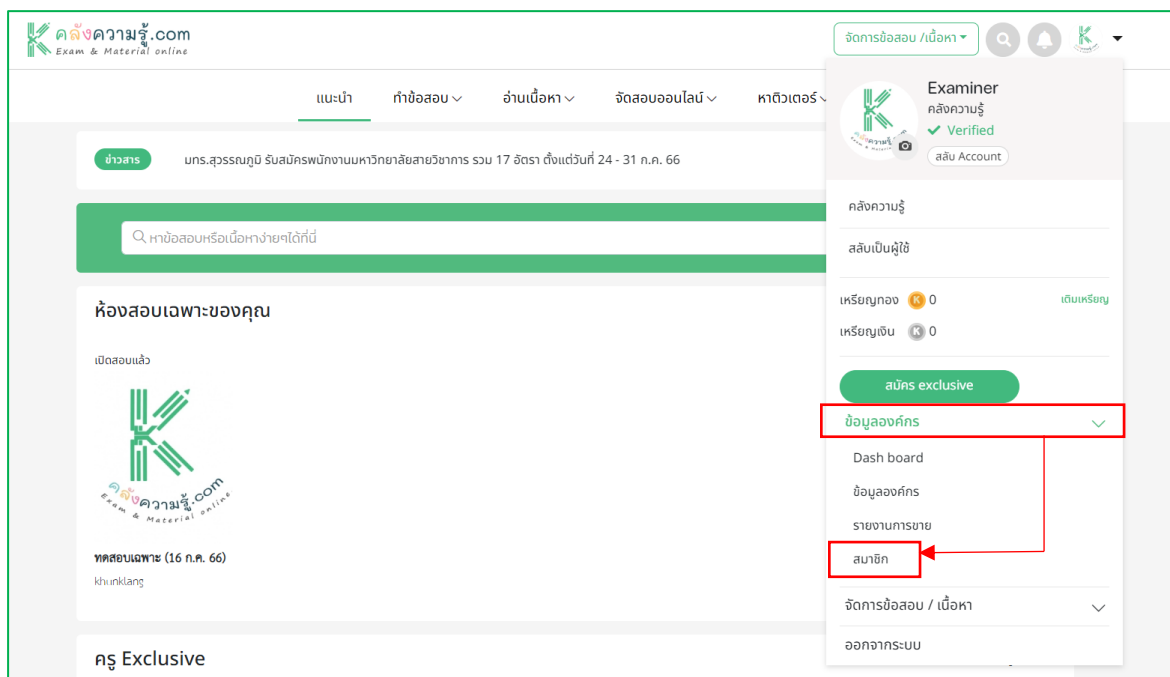 คลังความรู้.com
Exam & Material online
จัดการข้อสอบ /เนื้อหา
แนะนำ ทำข้อสอบ อ่านเนื้อหา จัดสอบออนไลน์ หาติวเตอร์
Examiner
คลังความรู้
Verified
สลับ Account
ข่าวสาร มทร.สุวรรณภูมิ รับสมัครพนักงานมหาวิทยาลัยสายวิชาการ รวม 17 อัตรา ตั้งแต่วันที่ 24 - 31 ก.ค. 66
คลังความรู้
หาข้อสอบหรือเนื้อหาง่ายๆได้ที่นี่
สลับเป็นผู้ใช้
ห้องสอบเฉพาะของคุณ
เหรียญทอง K 0 เติมเหรียญ
เหรียญเงิน K 0
เปิดสอบแล้ว
สมัคร exclusive
ข้อมูลองค์กร
Dash board
ข้อมูลองค์กร
รายงานการขาย
สมาชิก
คลังความรู้.com
Exam & Material online
ทดสอบเฉพาะ (16 ก.ค. 66)
khunklang
จัดการข้อสอบ / เนื้อหา
ออกจากระบบ
ครู Exclusive